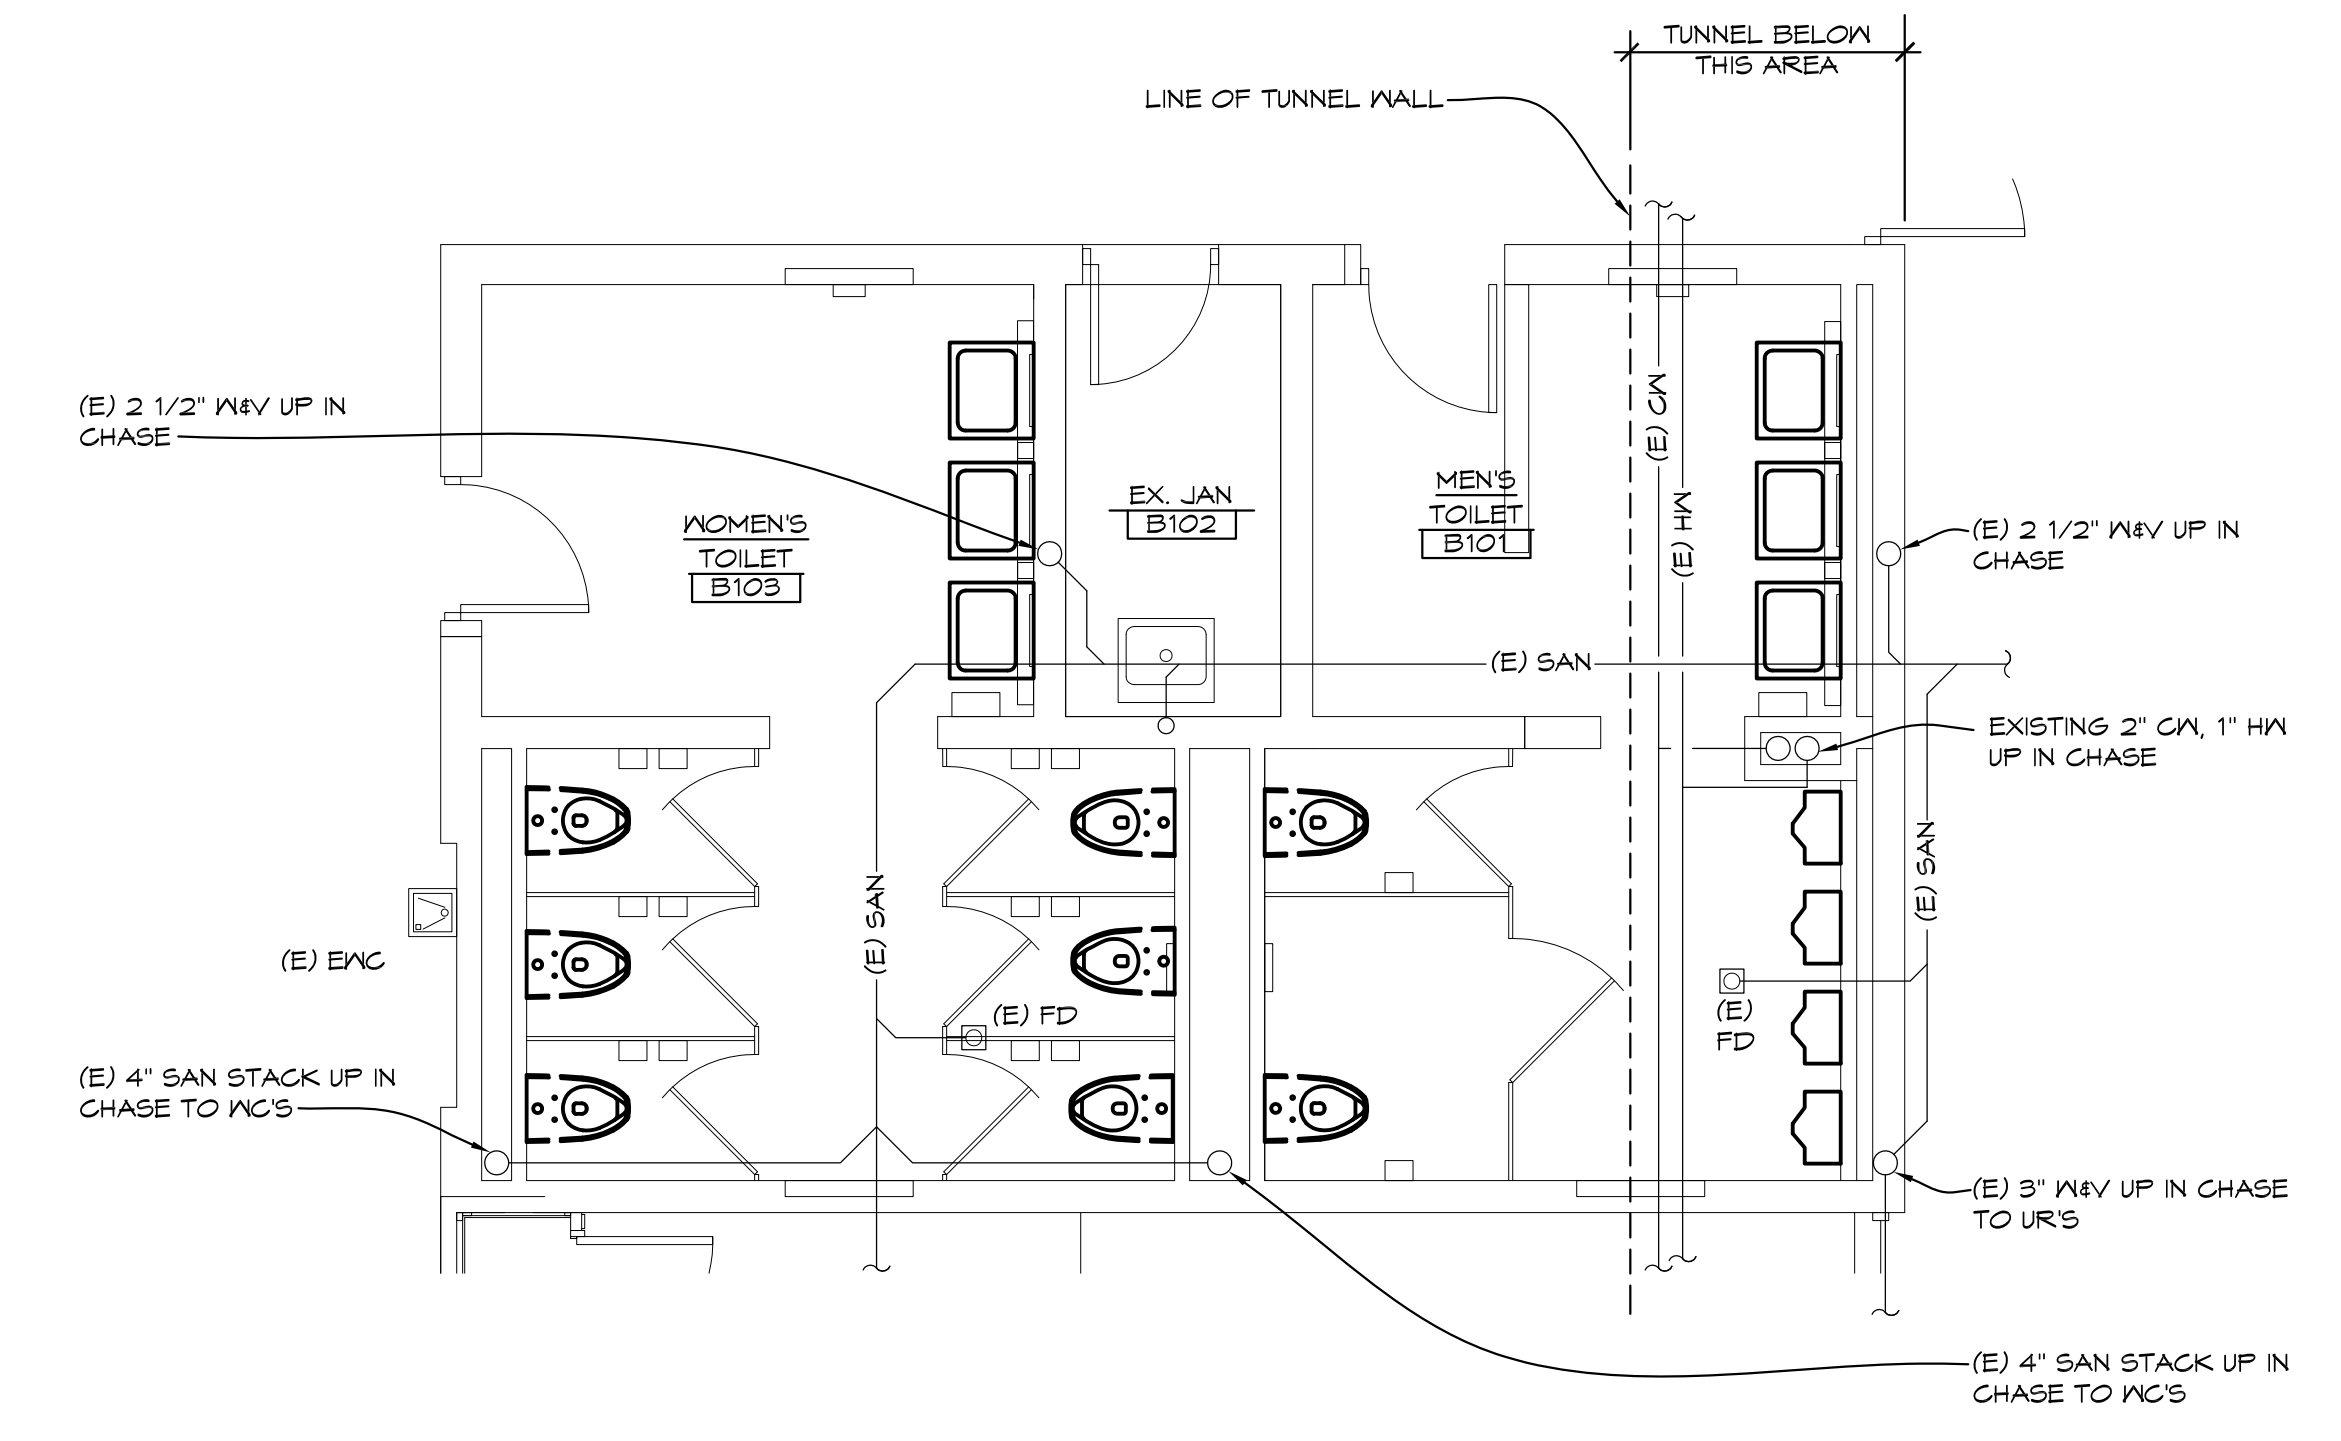 TUNNEL BELOW
THIS AREA
LINE OF TUNNEL WALL
(E) 2 1/2" W&V UP IN
CHASE
WOMEN'S
TOILET
B103
EX. JAN
B102
MEN'S
TOILET
B101
(E) CW
(E) HW
(E) 2 1/2" W&V UP IN
CHASE
(E) SAN
EXISTING 2" CW, 1" HW
UP IN CHASE
(E) SAN
(E) SAN
(E) EWC
(E) FD
(E)
FD
(E) 4" SAN STACK UP IN
CHASE TO WC'S
(E) 3" W&V UP IN CHASE
TO UR'S
(E) 4" SAN STACK UP IN
CHASE TO WC'S